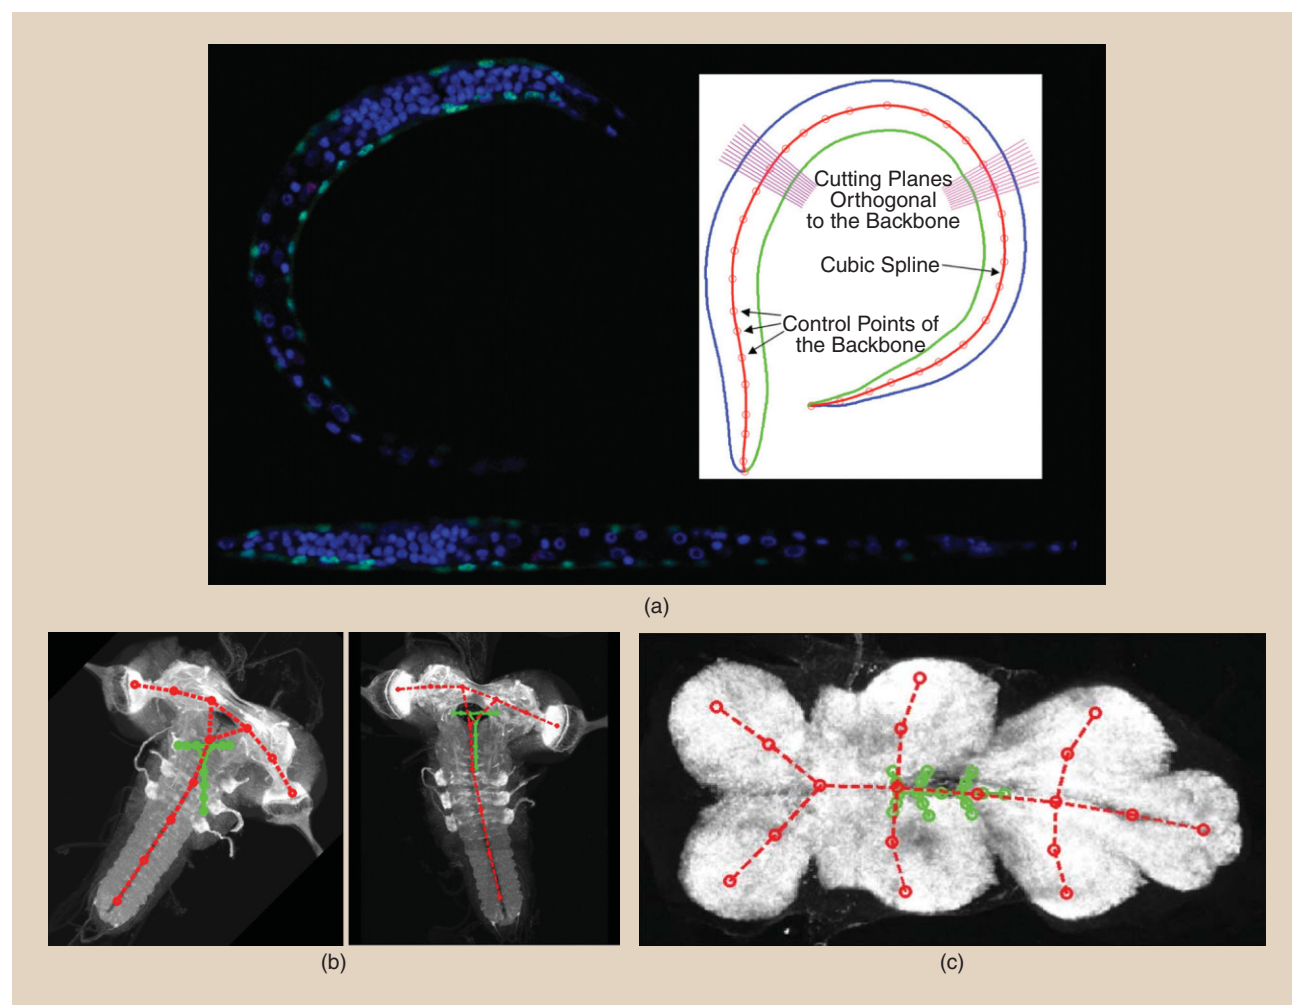 Cutting Planes
Orthogonal
to the Backbone
Cubic Spline
Control Points of
the Backbone
(a)
(b)
(c)